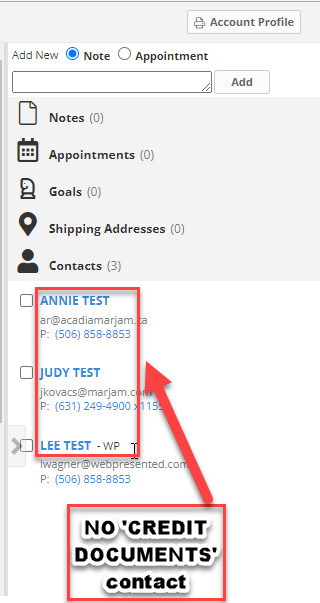 Account Profile
Add New Note Appointment
Add
Notes (0)
Appointments (0)
Goals (0)
Shipping Addresses (0)
Contacts (3)
ANNIE TEST
ar@acadiamarjam.ca
P: (506) 858-8853
JUDY TEST
jkovacs@marjam.com
P: (631) 249-4900 x1155
LEE TEST - WP
lwagner@webpresented.com
P: (506) 858-8853
NO 'CREDIT
DOCUMENTS'
contact